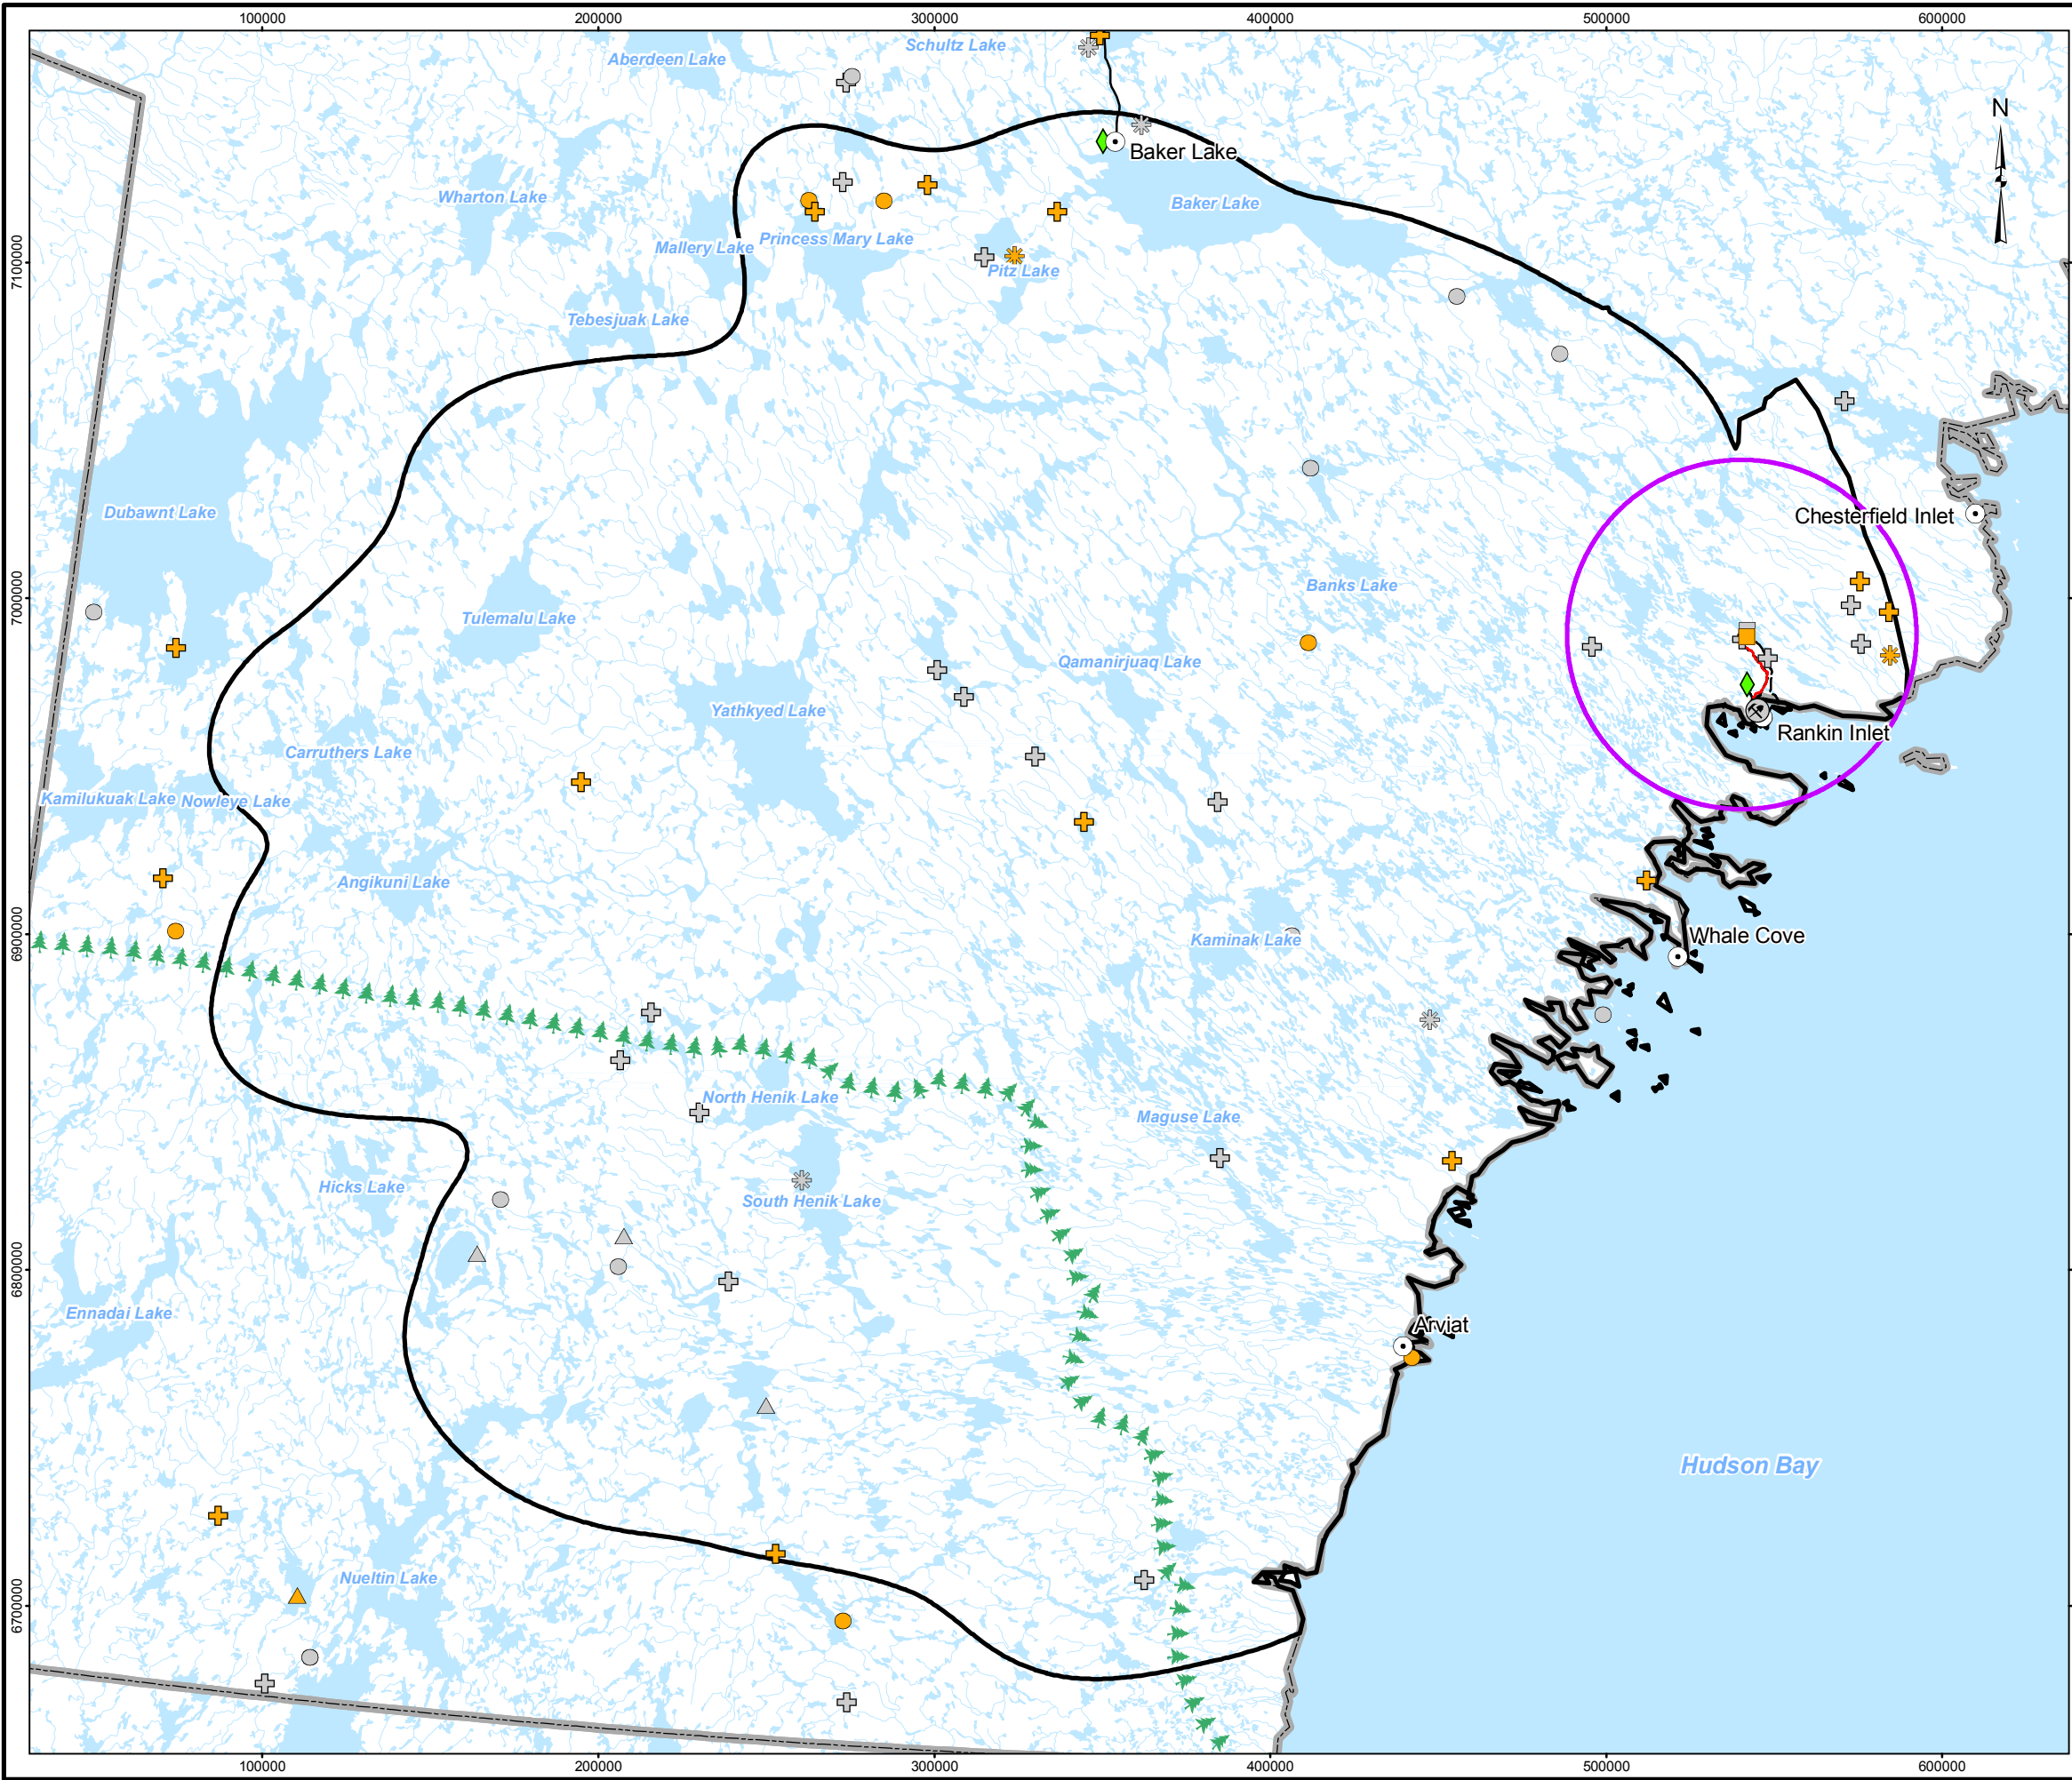 100000 200000 300000 400000 500000 600000
Schultz Lake
Aberdeen Lake
N
Baker Lake
Wharton Lake
Baker Lake
Princess Mary Lake
Mallery Lake
7100000
Pitz Lake
Tebesjuak Lake
Dubawnt Lake
Chesterfield Inlet
Banks Lake
7000000
Tulemalu Lake
Qamanirjuaq Lake
Yathkyed Lake
Rankin Inlet
Carruthers Lake
Kamilukuak Lake
Nowleye Lake
Angikuni Lake
6900000
Whale Cove
Kaminak Lake
North Henik Lake
Maguse Lake
Hicks Lake
South Henik Lake
6800000
Ennadai Lake
Arviat
Hudson Bay
Nueltin Lake
6700000
100000 200000 300000 400000 500000 600000